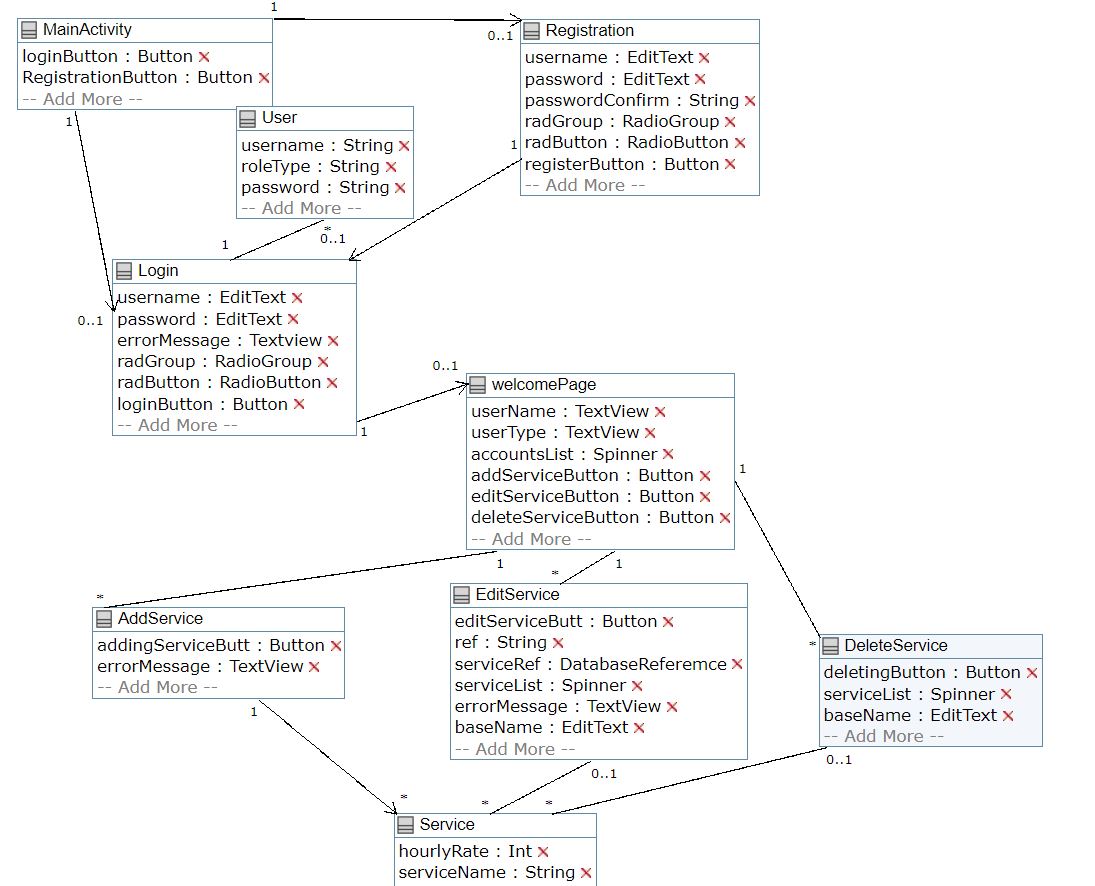 1
MainActivity
loginButton : Button
RegistrationButton : Button
-- Add More --
1
0..1
Registration
username : EditText
password : EditText
passwordConfirm : String
radGroup : RadioGroup
radButton : RadioButton
registerButton : Button
-- Add More --
1
User
username : String
roleType : String
password : String
-- Add More --
*
0..1
1
Login
username : EditText
password : EditText
errorMessage : Textview
radGroup : RadioGroup
radButton : RadioButton
loginButton : Button
-- Add More --
0..1
1
0..1
welcomePage
userName : TextView
userType : TextView
accountsList : Spinner
addServiceButton : Button
editServiceButton : Button
deleteServiceButton : Button
-- Add More --
1
1
1
*
AddService
addingServiceButt : Button
errorMessage : TextView
-- Add More --
1
*
EditService
editServiceButt : Button
ref : String
serviceRef : DatabaseReferemce
serviceList : Spinner
errorMessage : TextView
baseName : EditText
-- Add More --
0..1
*
DeleteService
deletingButton : Button
serviceList : Spinner
baseName : EditText
-- Add More --
0..1
*
*
*
Service
hourlyRate : Int
serviceName : String